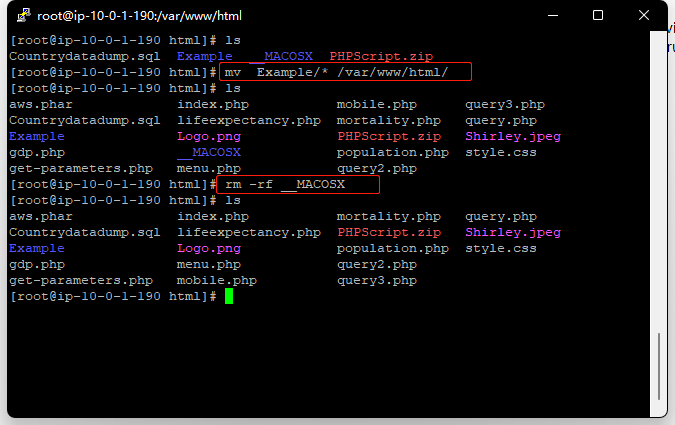 root@ip-10-0-1-190:/var/www/html
[root@ip-10-0-1-190 html]# ls
Countrydatadump.sql Example __MACOSX PHPScript.zip
[root@ip-10-0-1-190 html]# mv Example/* /var/www/html/
[root@ip-10-0-1-190 html]# ls
aws.phar index.php mobile.php query3.php
Countrydatadump.sql lifeexpectancy.php mortality.php query.php
Example Logo.png PHPScript.zip Shirley.jpeg
gdp.php __MACOSX population.php style.css
get-parameters.php menu.php query2.php
[root@ip-10-0-1-190 html]# rm -rf __MACOSX
[root@ip-10-0-1-190 html]# ls
aws.phar index.php mortality.php query.php
Countrydatadump.sql lifeexpectancy.php PHPScript.zip Shirley.jpeg
Example Logo.png population.php style.css
gdp.php menu.php query2.php
get-parameters.php mobile.php query3.php
[root@ip-10-0-1-190 html]#